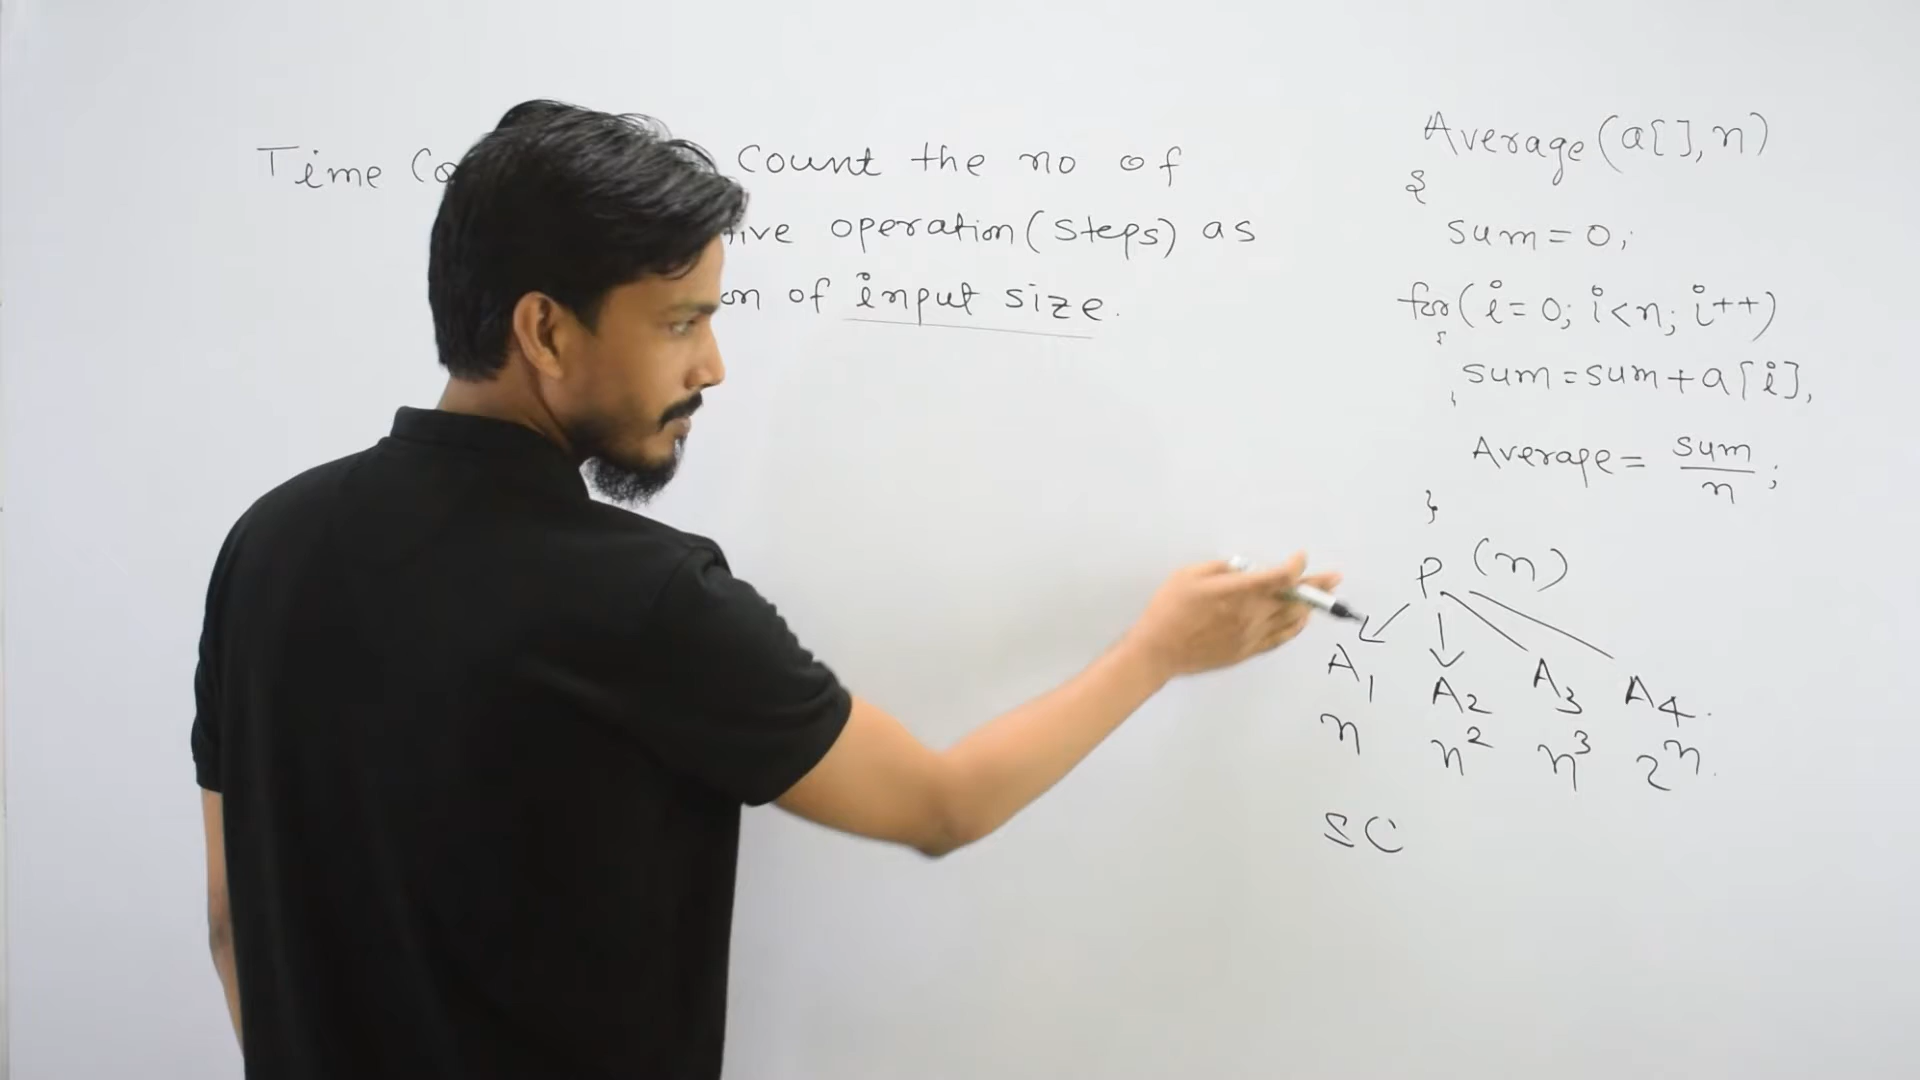 Time Co count the no of
tive operation (steps) as
on of input size.
Average(a[],n)
{
sum=0;
for(i=0; i<n; i++)
{
sum=sum+a[i],
}
Average= sum/n;
}
P (n)
A1 A2 A3 A4.
n n² n³ 2ⁿ.
SC